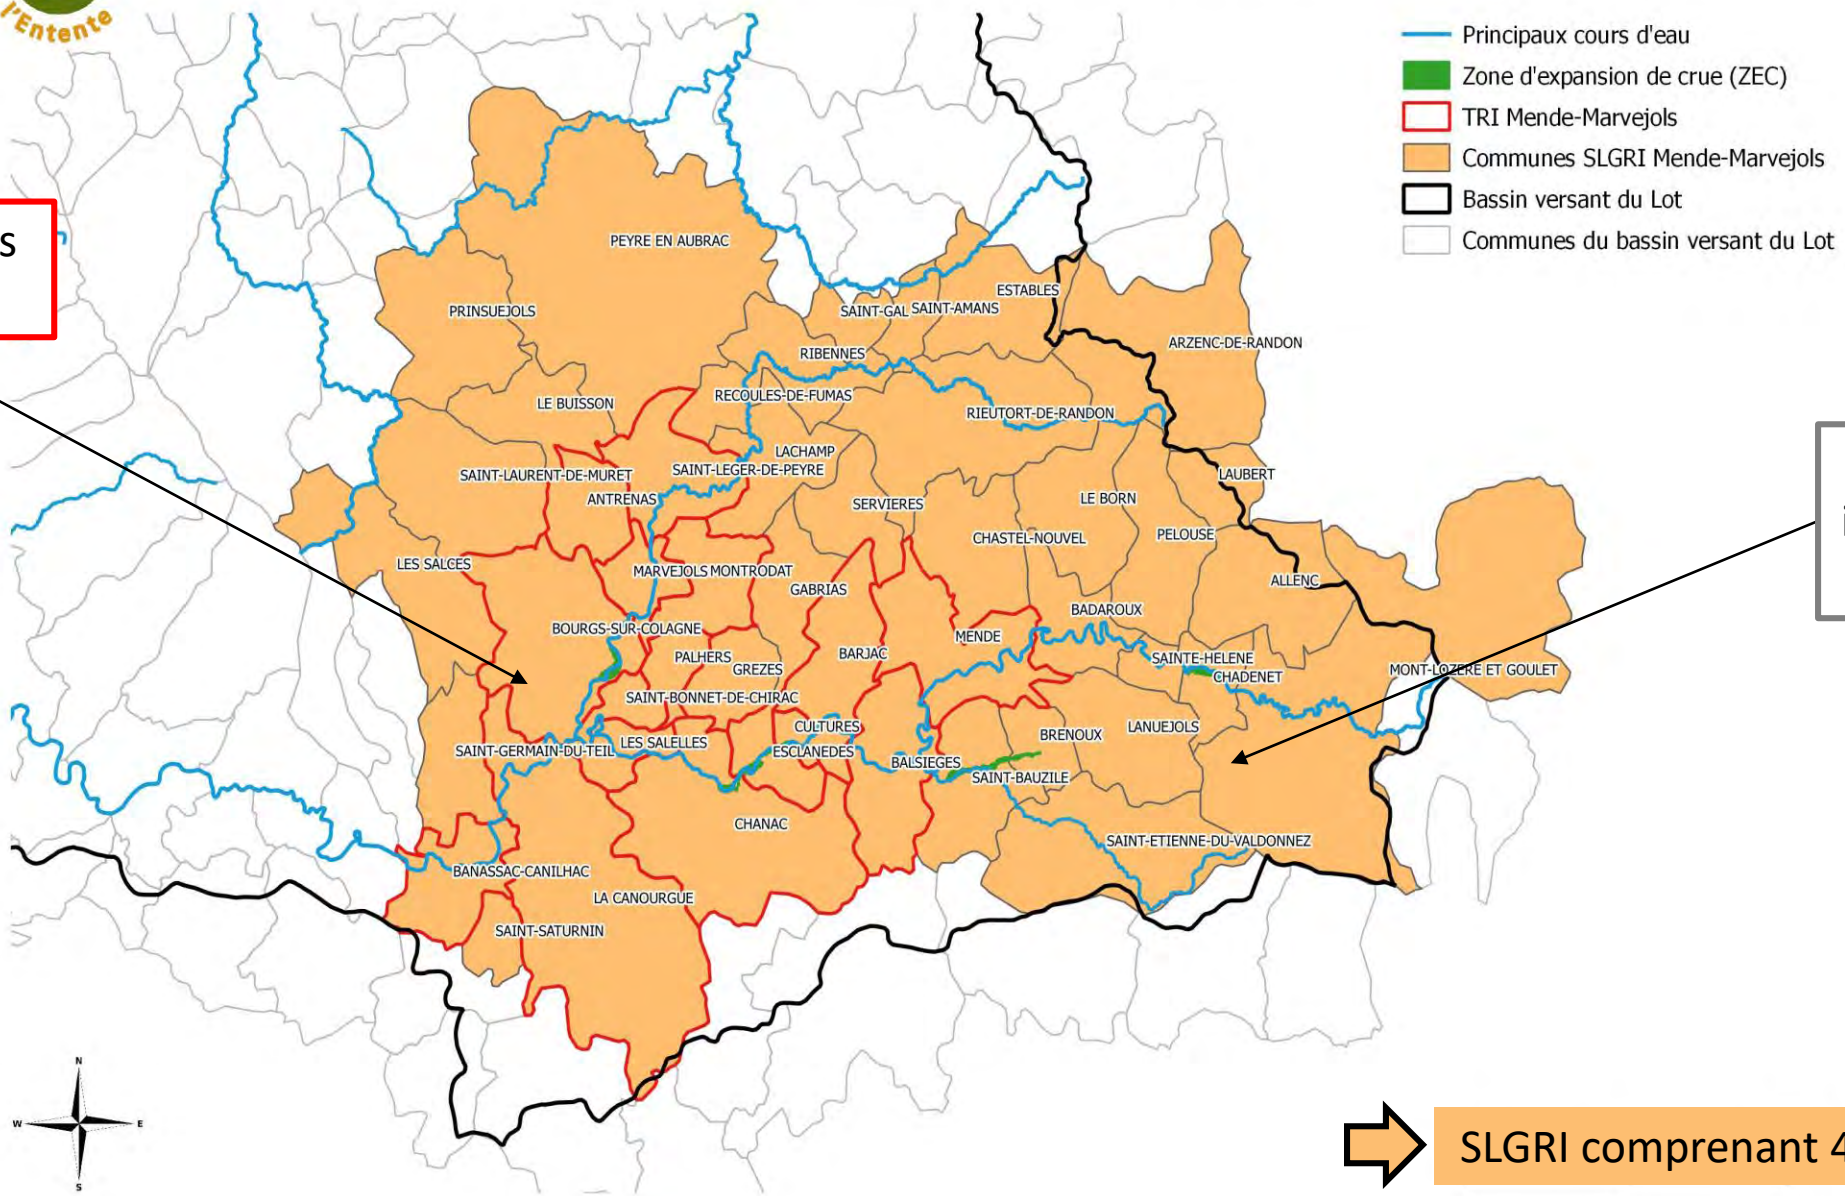 l'Entente
Principaux cours d'eau
Zone d'expansion de crue (ZEC)
TRI Mende-Marvejols
Communes SLGRI Mende-Marvejols
Bassin versant du Lot
Communes du bassin versant du Lot
s
PEYRE EN AUBRAC
PRINSUEJOLS
ESTABLES
SAINT-GAL SAINT-AMANS
ARZENC-DE-RANDON
RIBENNES
RECOULES-DE-FUMAS
LE BUISSON
RIEUTORT-DE-RANDON
LACHAMP
SAINT-LAURENT-DE-MURET
SAINT-LEGER-DE-PEYRE
LAUBERT
ANTRENAS
SERVIERES
LE BORN
i
CHASTEL-NOUVEL
PELOUSE
LES SALCES
MARVEJOLS MONTRODAT
ALLENC
GABRIAS
BADAROUX
BOURGS-SUR-COLAGNE
MENDE
PALHERS
BARJAC
SAINTE-HELENE
GREZES
MONT-LOZERE ET GOULET
CHADENET
SAINT-BONNET-DE-CHIRAC
CULTURES
LANUEJOLS
BRENOUX
LES SALELLES
SAINT-GERMAIN-DU-TEIL
ESCLANEDES
BALSIEGES
SAINT-BAUZILE
CHANAC
SAINT-ETIENNE-DU-VALDONNEZ
BANASSAC-CANILHAC
LA CANOURGUE
SAINT-SATURNIN
N
W
E
S
SLGRI comprenant 4